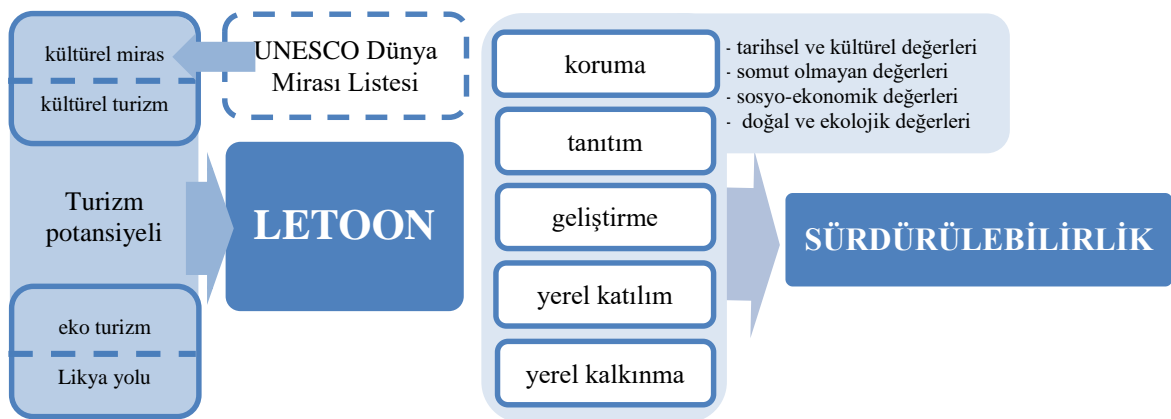 kültürel miras
kültürel turizm
UNESCO Dünya
Mirası Listesi
Turizm
potansiyeli
LETOON
eko turizm
Likya yolu
koruma
tanıtım
geliştirme
yerel katılım
yerel kalkınma
- tarihsel ve kültürel değerleri
- somut olmayan değerleri
- sosyo-ekonomik değerleri
- doğal ve ekolojik değerleri
SÜRDÜRÜLEBİLİRLİK